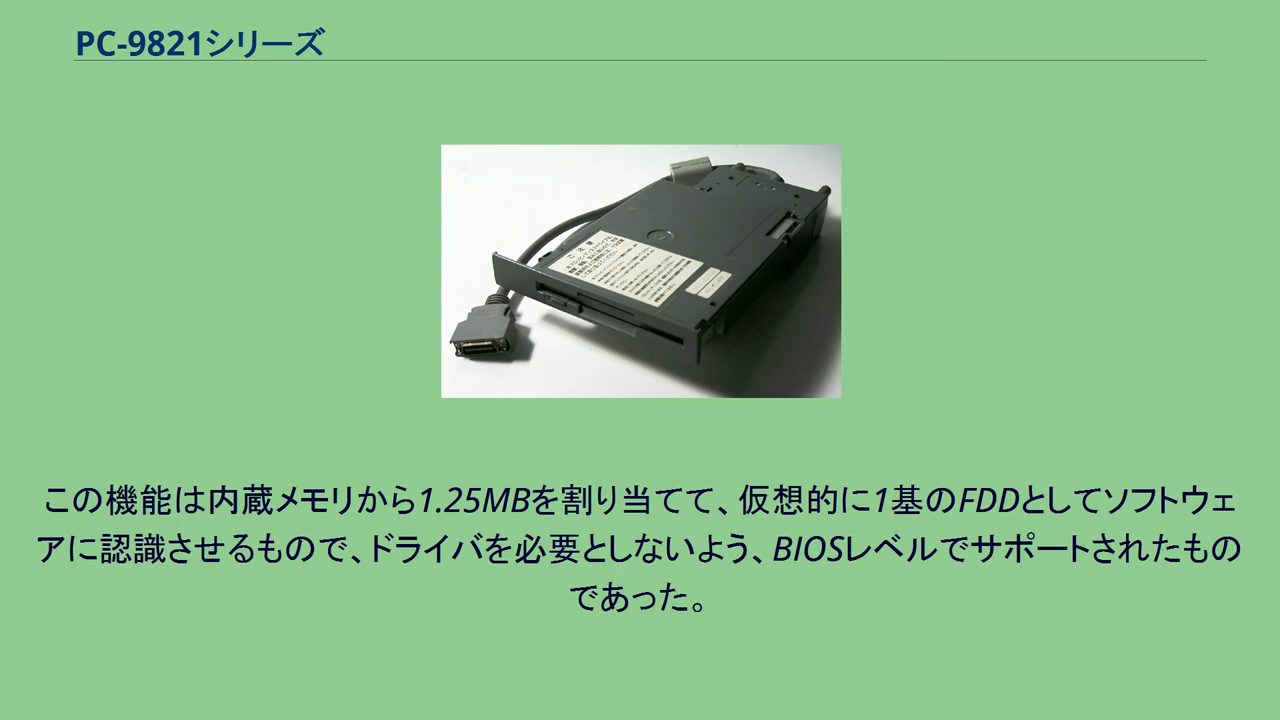 PC-9821シリーズ
ご注意
この機能は内蔵メモリから1.25MBを割り当てて、仮想的に1基のFDDとしてソフトウェ
アに認識させるもので、ドライバを必要としないよう、BIOSレベルでサポートされたもの
であった。